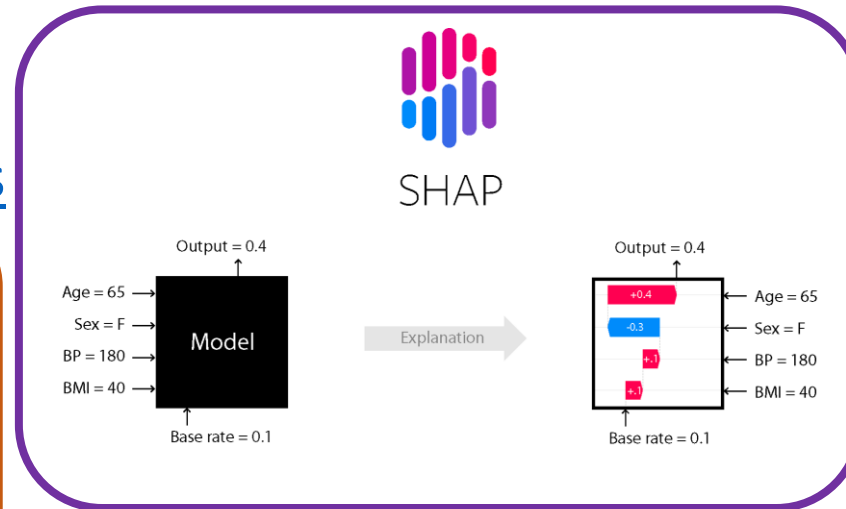 SHAP
Output = 0.4
Age = 65
Sex = F
BP = 180
BMI = 40
Model
Base rate = 0.1
Explanation
Output = 0.4
+0.4
-0.3
+.1
+.1
Age = 65
Sex = F
BP = 180
BMI = 40
Base rate = 0.1